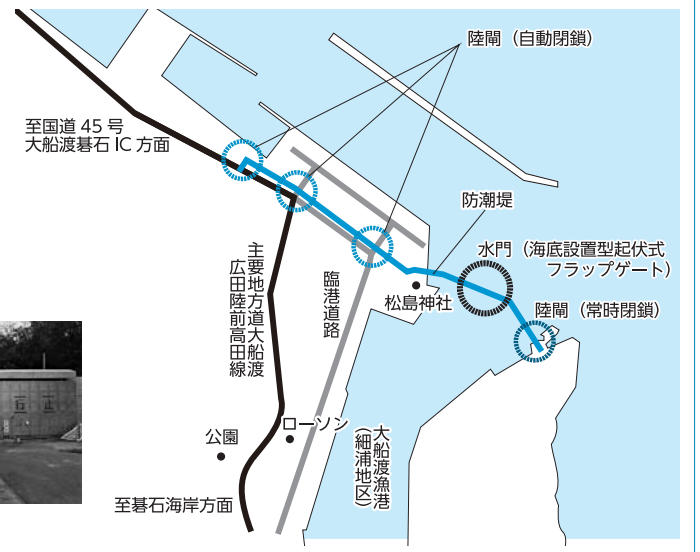 陸閘（自動閉鎖）
至国道 45 号
大船渡碁石 IC 方面
防潮堤
水門（海底設置型起伏式
フラップゲート）
陸閘（常時閉鎖）
松島神社
臨港道路
主要地方道大船渡
広田陸前高田線
ローソン
公園
大船渡漁港
（細浦地区）
至碁石海岸方面